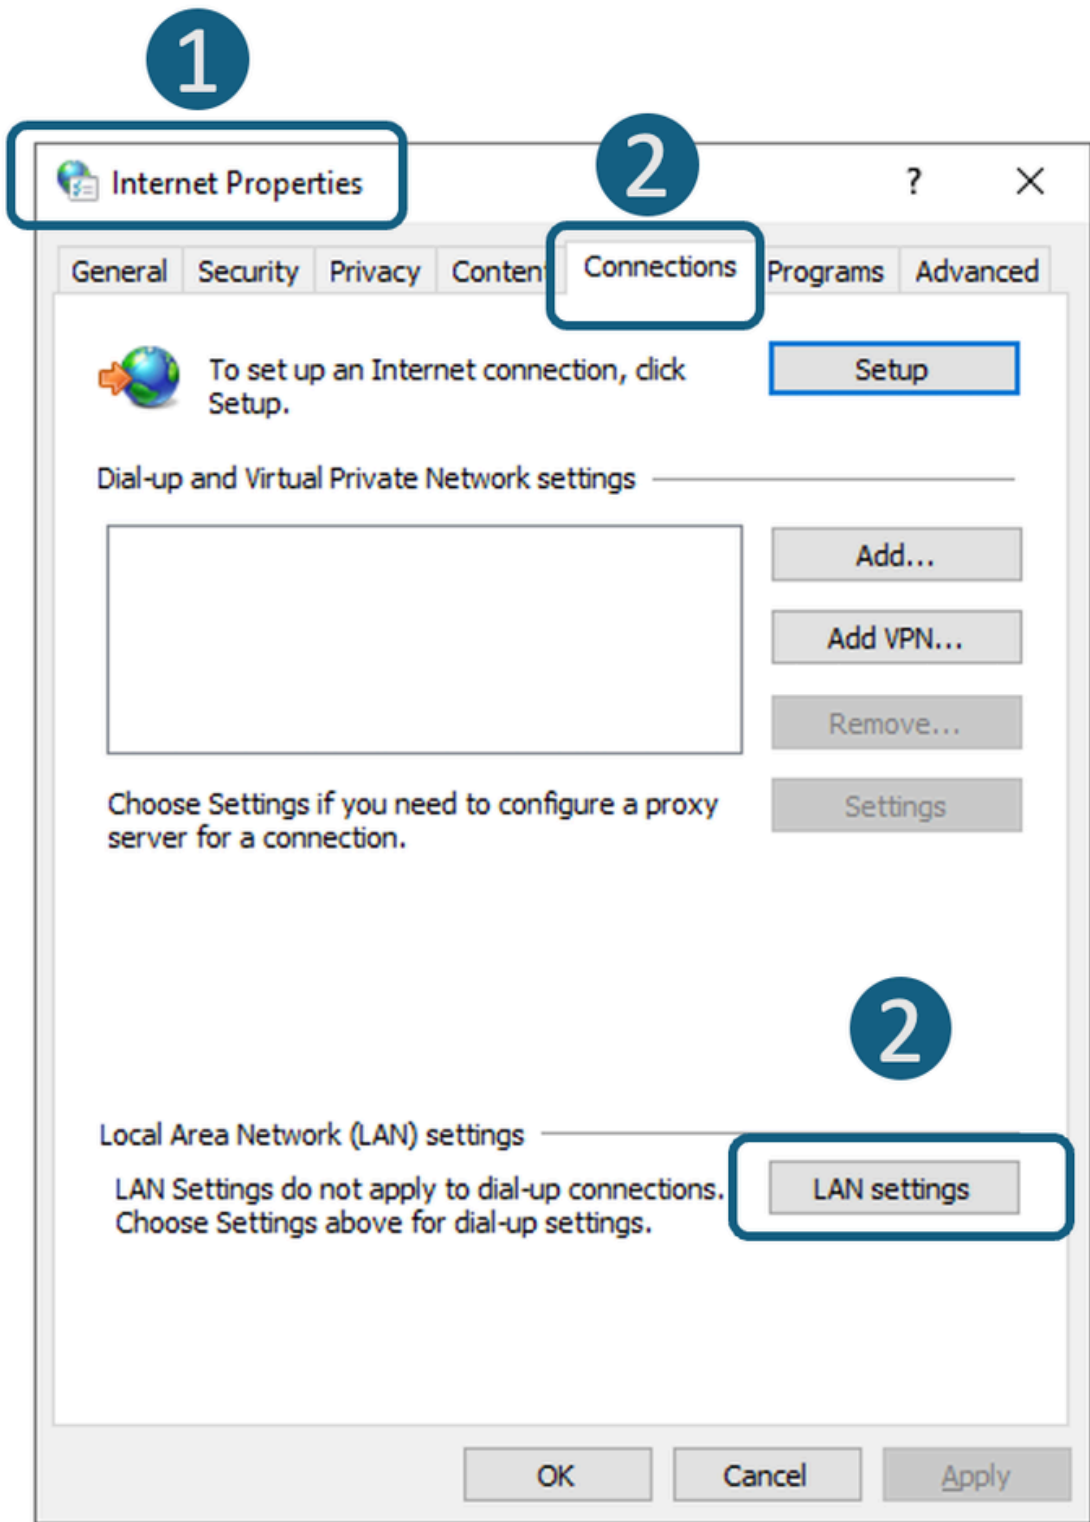 1
Internet Properties
2
?
General Security Privacy Content Connections Programs Advanced
To set up an Internet connection, click
Setup.
Setup
Dial-up and Virtual Private Network settings
Add...
Add VPN...
Remove...
Choose Settings if you need to configure a proxy
server for a connection.
Settings
2
Local Area Network (LAN) settings
LAN Settings do not apply to dial-up connections.
Choose Settings above for dial-up settings.
LAN settings
OK Cancel Apply